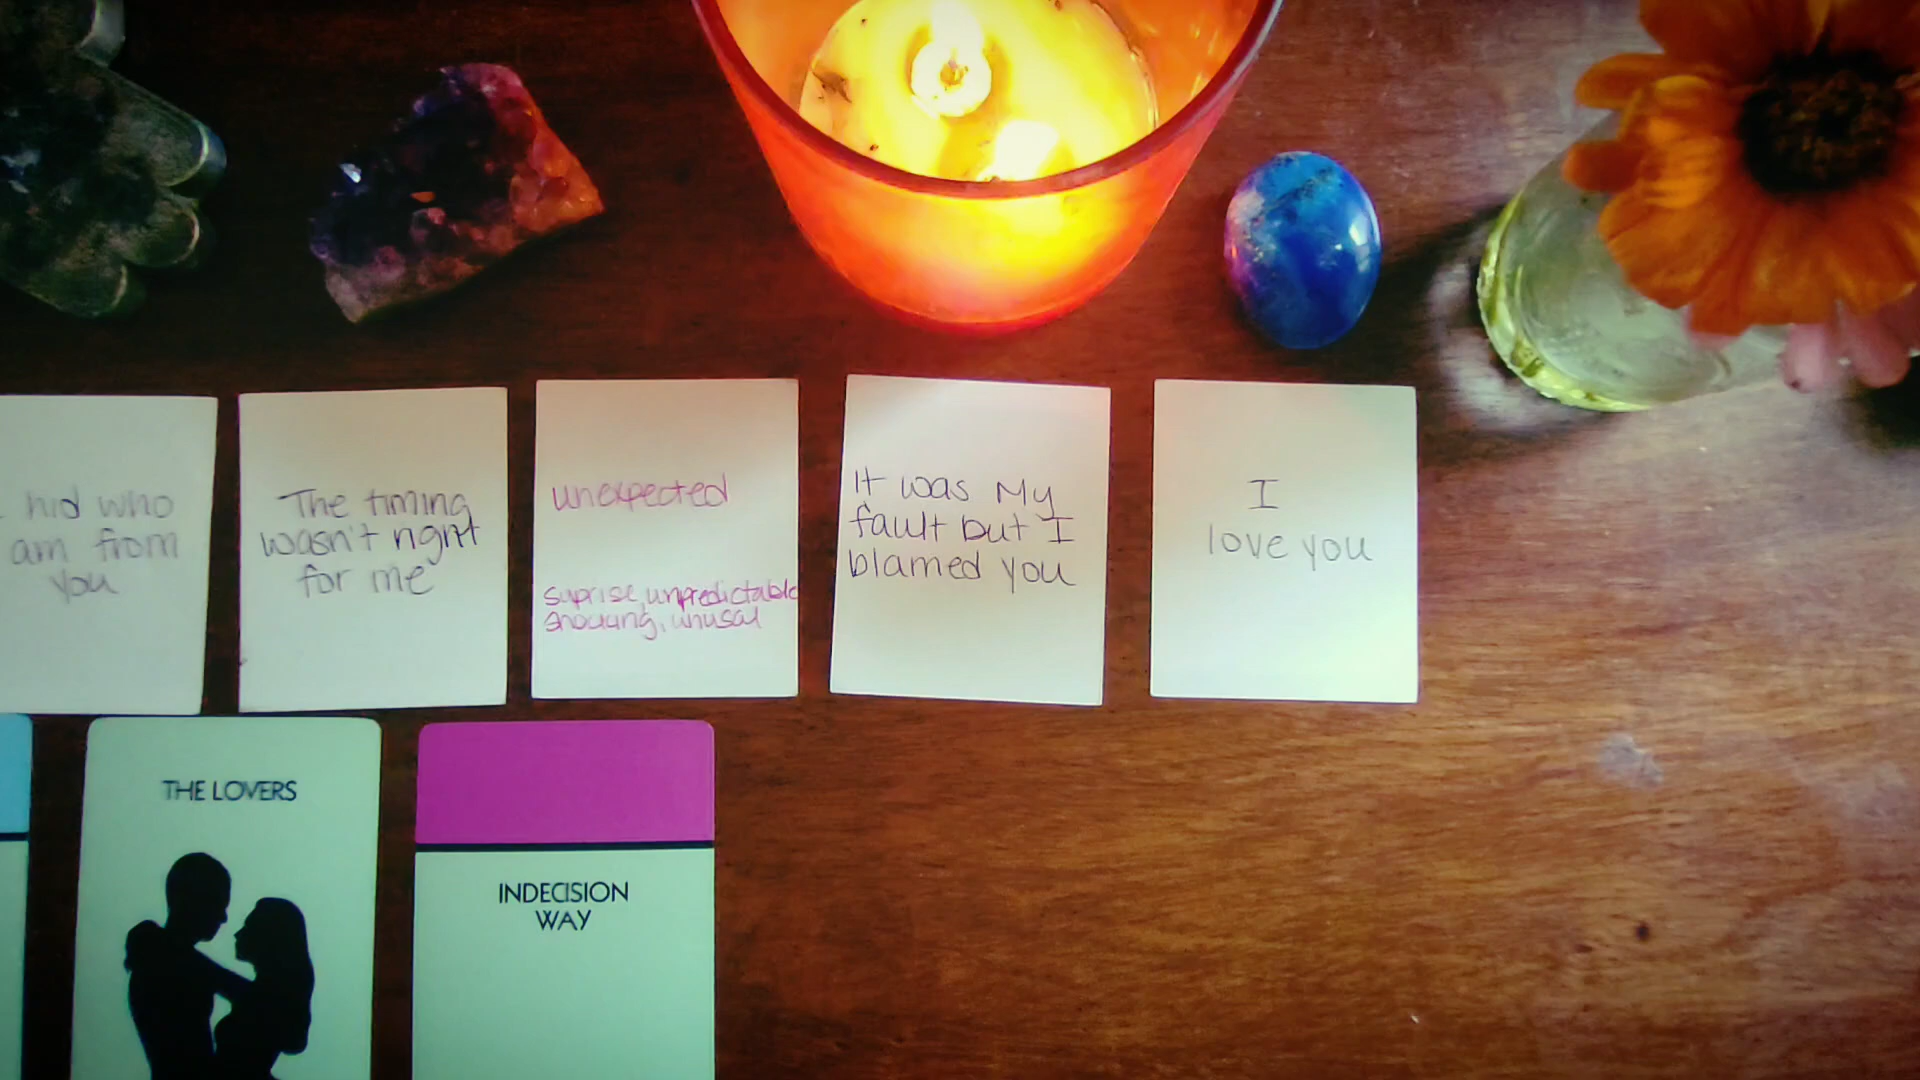 hid who
am from
you
The timing
wasn't right
for me
unexpected
suprise, unpredictable
shocking, unusal
It was My
fault but I
blamed you
I
love you
THE LOVERS
INDECISION
WAY